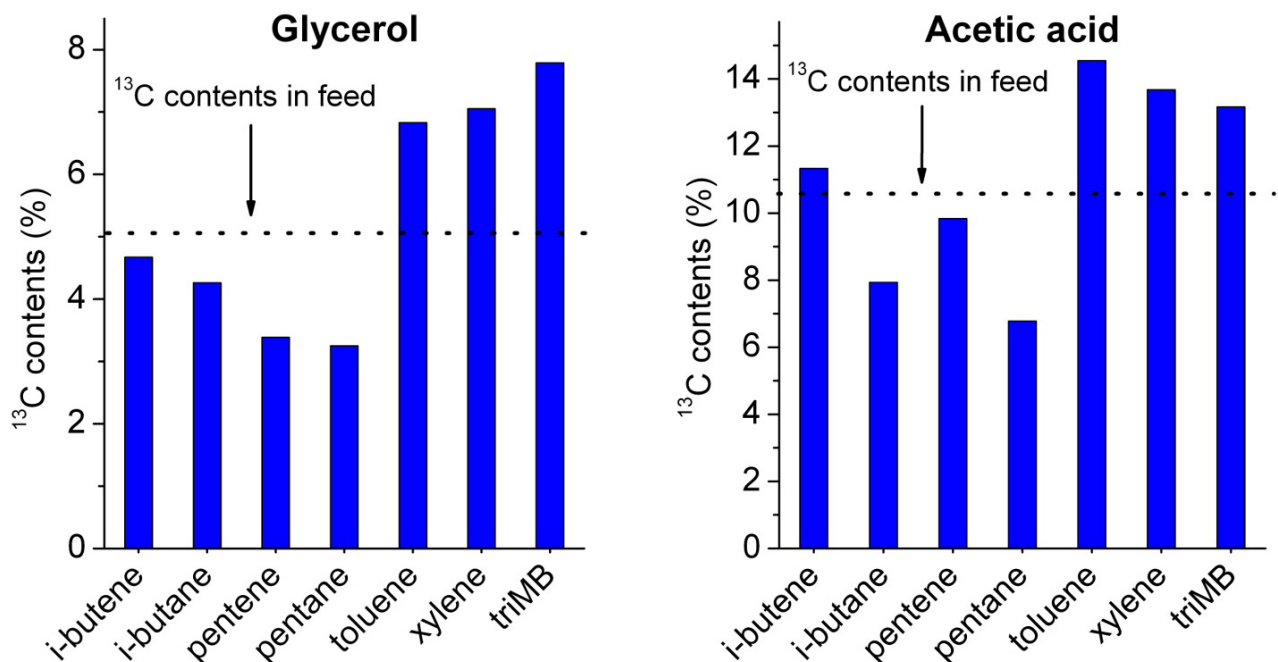 Glycerol
¹³C contents in feed
¹³C contents (%)
8
6
4
2
0
i-butene
i-butane
pentene
pentane
toluene
xylene
triMB
Acetic acid
¹³C contents in feed
¹³C contents (%)
14
12
10
8
6
4
2
0
i-butene
i-butane
pentene
pentane
toluene
xylene
triMB